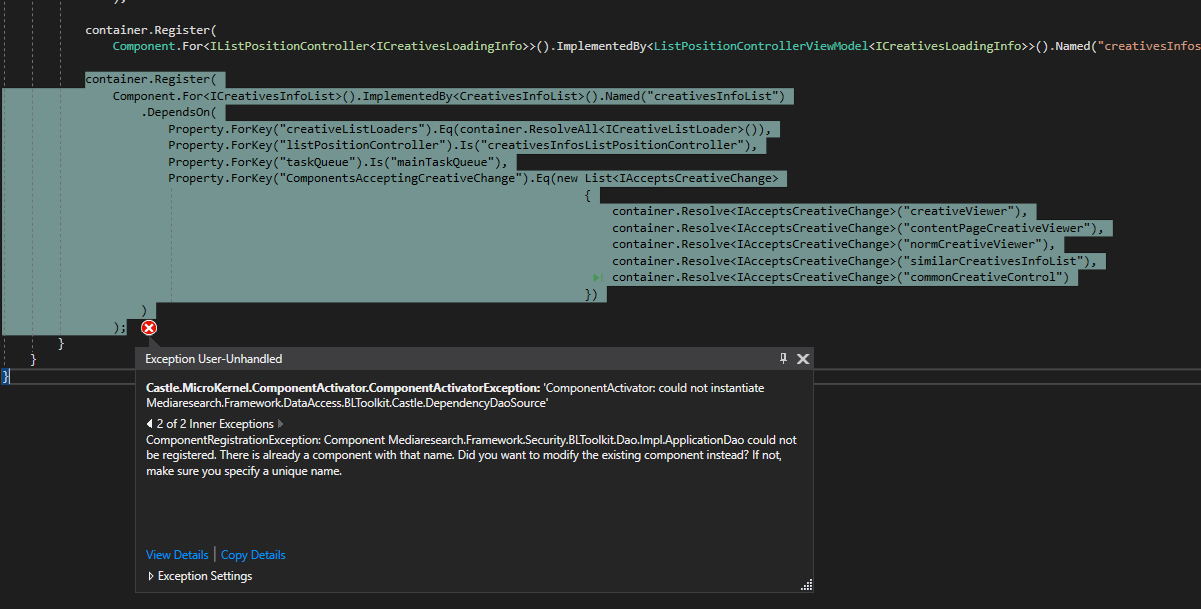 );
container.Register(
Component.For<IListPositionController<ICreativesLoadingInfo>>().ImplementedBy<ListPositionControllerViewModel<ICreativesLoadingInfo>>().Named("creativesInfos
container.Register(
Component.For<ICreativesInfoList>().ImplementedBy<CreativesInfoList>().Named("creativesInfoList")
.DependsOn(
Property.ForKey("creativeListLoaders").Eq(container.ResolveAll<ICreativeListLoader>()),
Property.ForKey("listPositionController").Is("creativesInfosListPositionController"),
Property.ForKey("taskQueue").Is("mainTaskQueue"),
Property.ForKey("ComponentsAcceptingCreativeChange").Eq(new List<IAcceptsCreativeChange>
{
container.Resolve<IAcceptsCreativeChange>("creativeViewer"),
container.Resolve<IAcceptsCreativeChange>("contentPageCreativeViewer"),
container.Resolve<IAcceptsCreativeChange>("normCreativeViewer"),
container.Resolve<IAcceptsCreativeChange>("similarCreativesInfoList"),
container.Resolve<IAcceptsCreativeChange>("commonCreativeControl")
})
)
);
}
}
}
Exception User-Unhandled
Castle.MicroKernel.ComponentActivator.ComponentActivatorException: 'ComponentActivator: could not instantiate
Mediaresearch.Framework.DataAccess.BLToolkit.Castle.DependencyDaoSource'
2 of 2 Inner Exceptions
ComponentRegistrationException: Component Mediaresearch.Framework.Security.BLToolkit.Dao.Impl.ApplicationDao could not
be registered. There is already a component with that name. Did you want to modify the existing component instead? If not,
make sure you specify a unique name.
View Details | Copy Details
Exception Settings